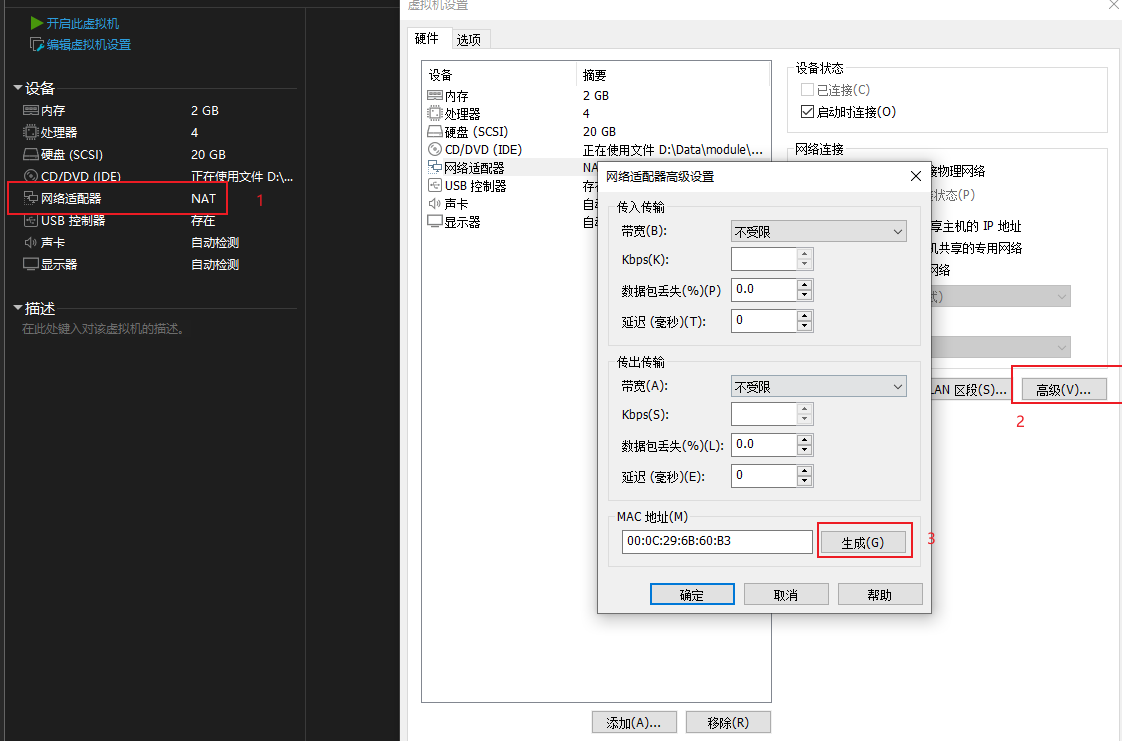 开启此虚拟机
编辑虚拟机设置
设备
内存 2 GB
处理器 4
硬盘 (SCSI) 20 GB
CD/DVD (IDE) 正在使用文件 D:\...
网络适配器 NAT
1
USB 控制器 存在
声卡 自动检测
显示器 自动检测
描述
在此处键入对该虚拟机的描述。
虚拟机设置
硬件 选项
设备 摘要
内存 2 GB
处理器 4
硬盘 (SCSI) 20 GB
CD/DVD (IDE) 正在使用文件 D:\Data\module\...
网络适配器 NA
USB 控制器 存
声卡 自
显示器 自
添加(A)... 移除(R)
设备状态
已连接(C)
启动时连接(O)
网络连接
接物理网络
状态(P)
享主机的 IP 地址
机共享的专用网络
网络
式)
LAN 区段(S)... 高级(V)...
2
网络适配器高级设置
传入传输
带宽(B): 不受限
Kbps(K):
数据包丢失(%)(P) 0.0
延迟 (毫秒)(T): 0
传出传输
带宽(A): 不受限
Kbps(S):
数据包丢失(%)(L): 0.0
延迟 (毫秒)(E): 0
MAC 地址(M)
00:0C:29:6B:60:B3 生成(G)
3
确定 取消 帮助